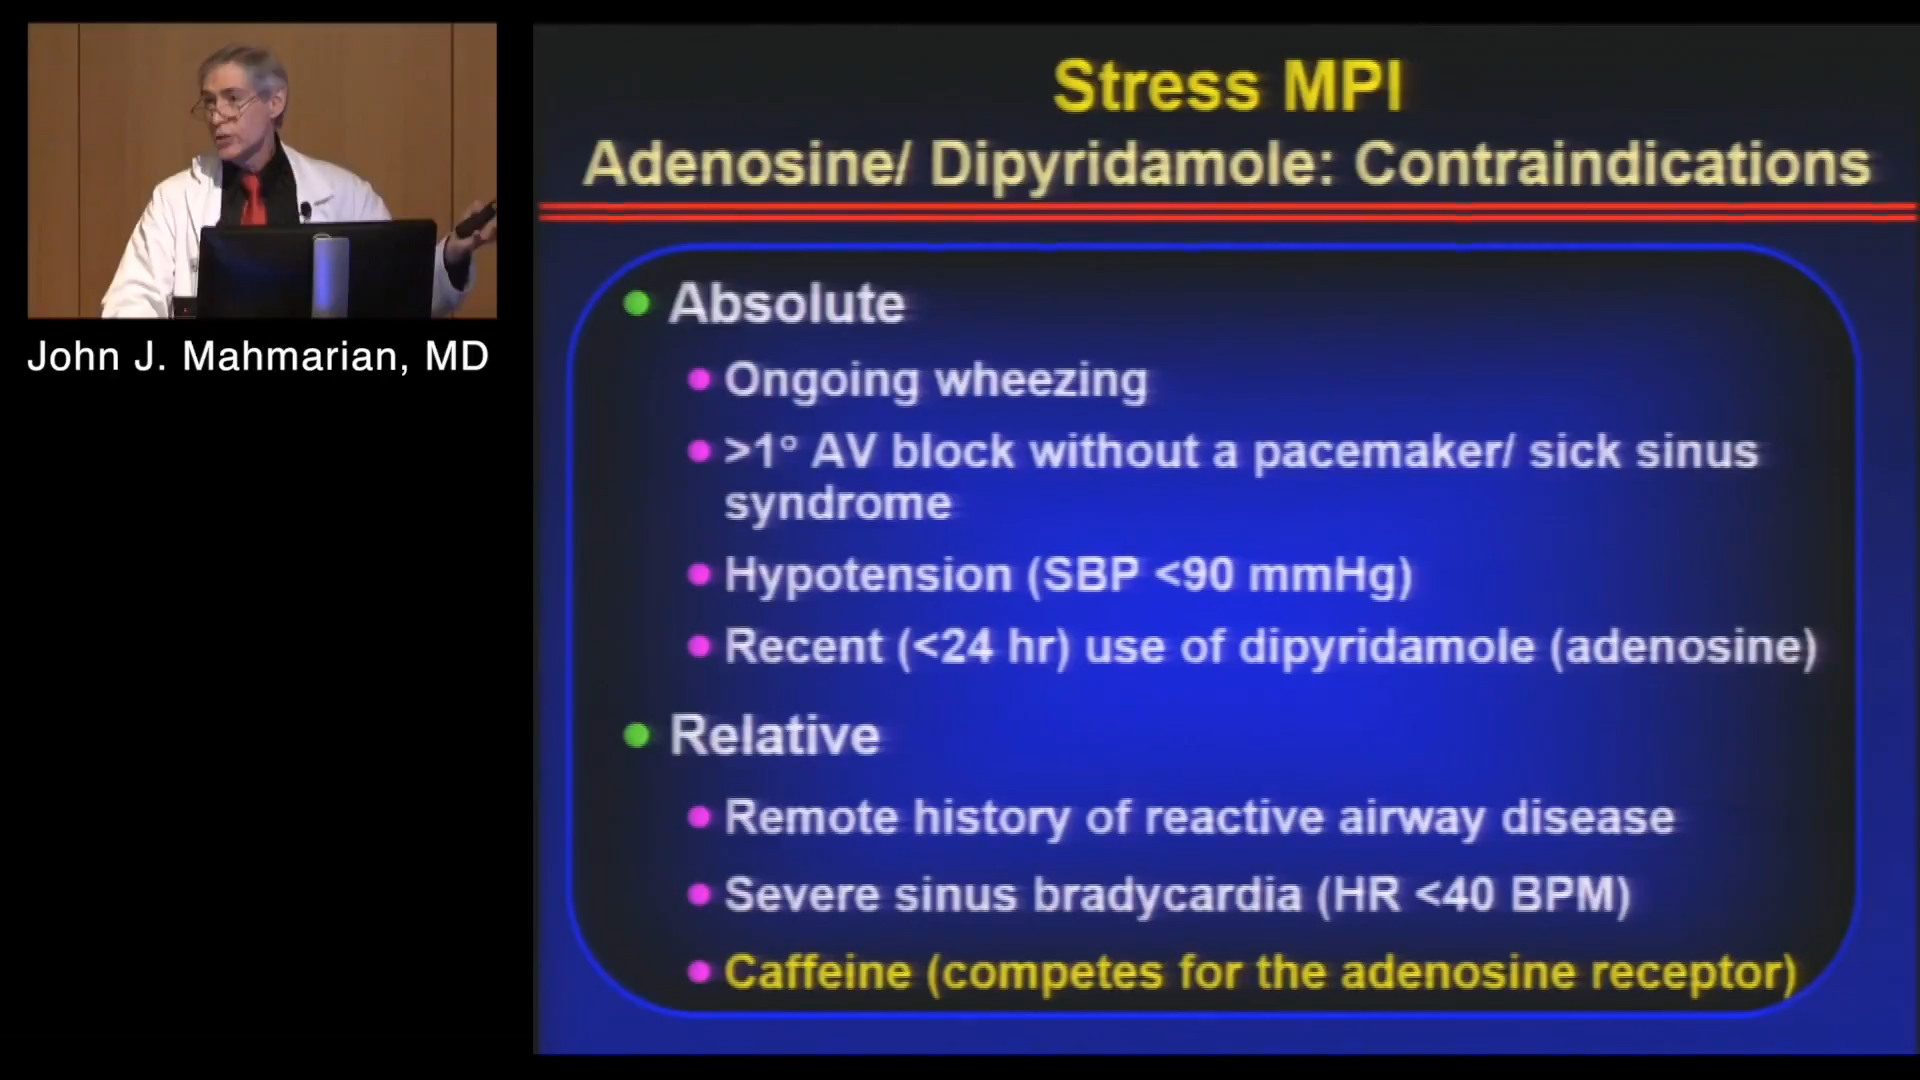 Stress MPI
Adenosine/ Dipyridamole: Contraindications
Absolute
Ongoing wheezing
>1° AV block without a pacemaker/ sick sinus
syndrome
Hypotension (SBP <90 mmHg)
Recent (<24 hr) use of dipyridamole (adenosine)
Relative
Remote history of reactive airway disease
Severe sinus bradycardia (HR <40 BPM)
Caffeine (competes for the adenosine receptor)
John J. Mahmarian, MD